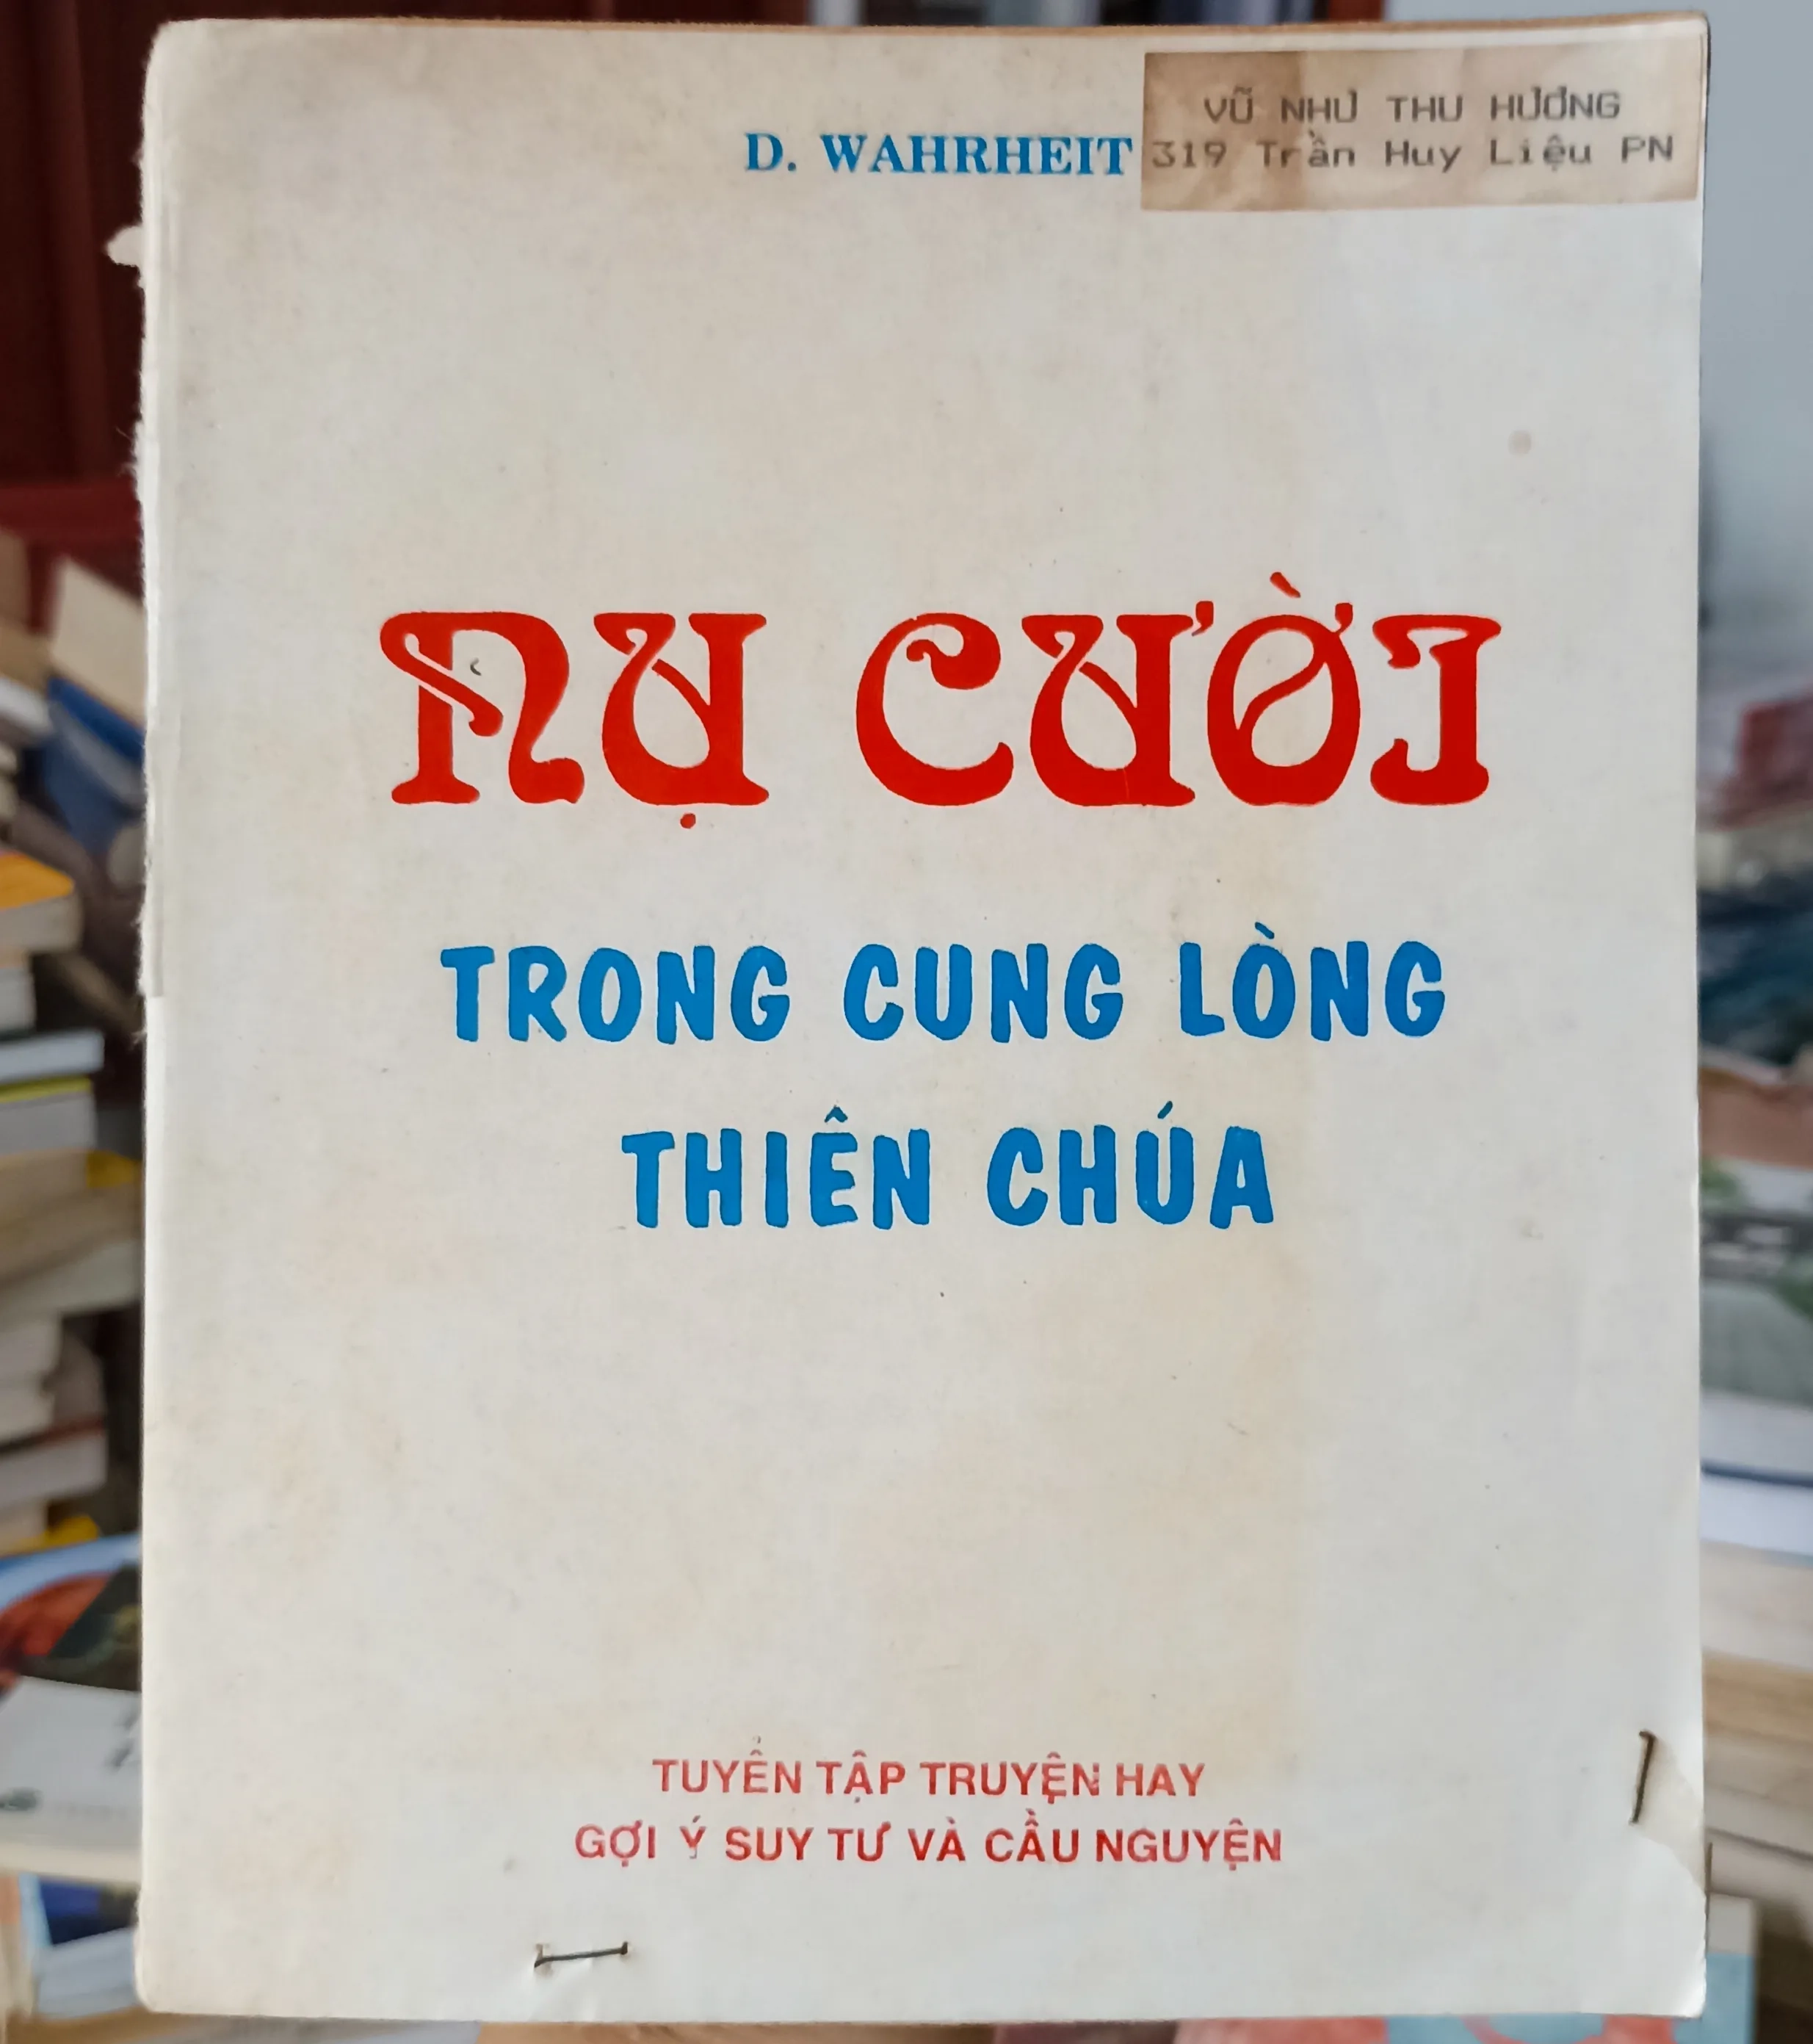 VŨ NHƯ THU HƯƠNG
319 Trần Huy Liệu PN
D. WAHRHEIT
NỤ CƯỜI
TRONG CUNG LÒNG
THIÊN CHÚA
TUYỂN TẬP TRUYỆN HAY
GỢI Ý SUY TƯ VÀ CẦU NGUYỆN